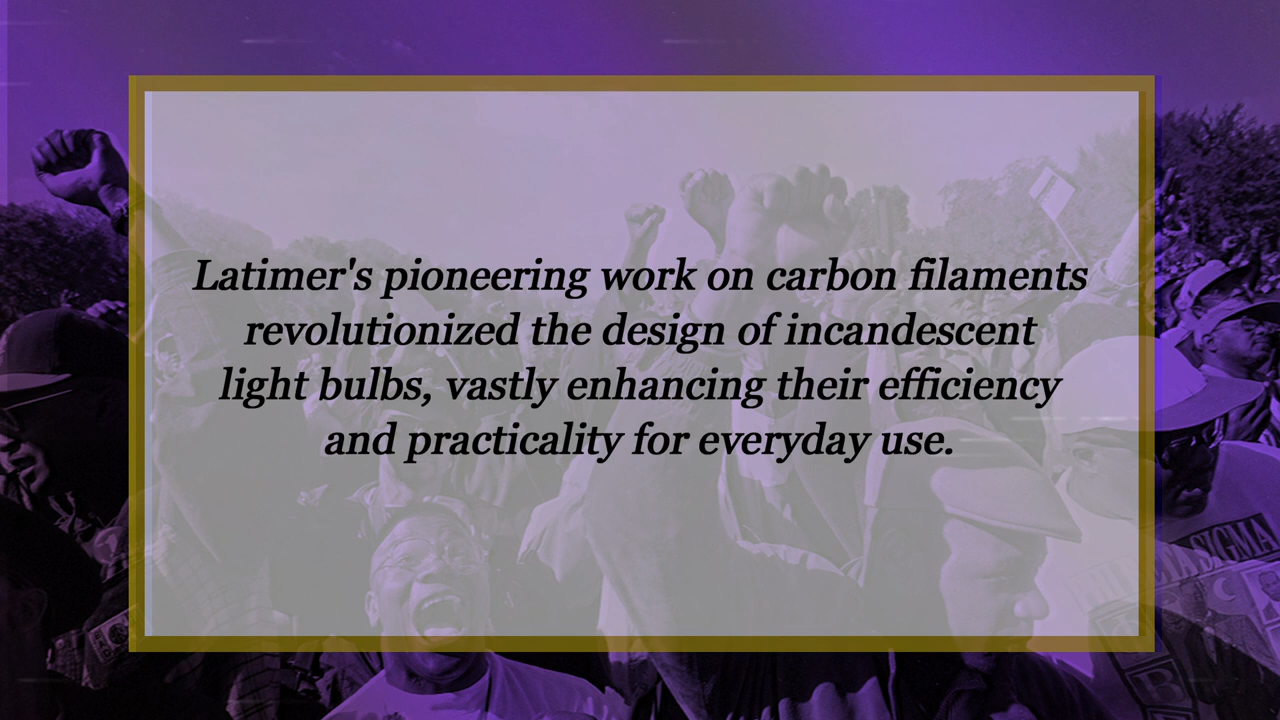 Latimer's pioneering work on carbon filaments
revolutionized the design of incandescent
light bulbs, vastly enhancing their efficiency
and practicality for everyday use.
SIGMA